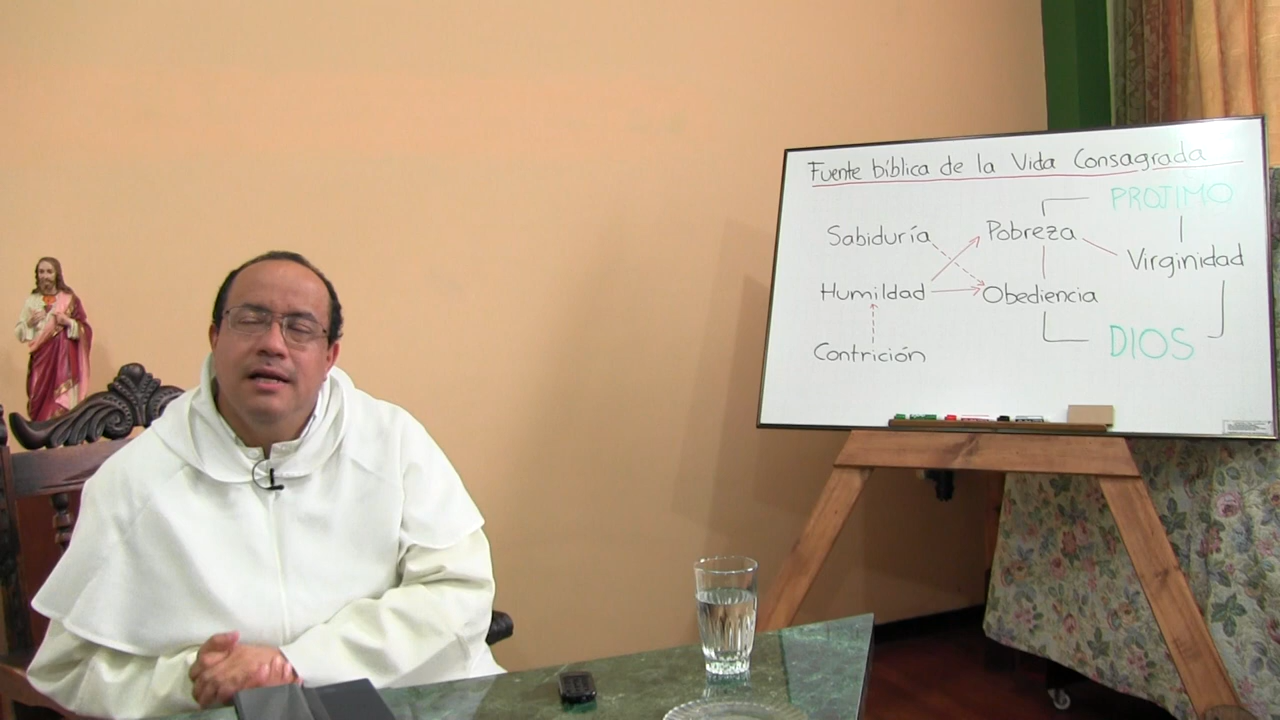 Fuente bíblica de la Vida Consagrada
PROJIMO
Sabiduría Pobreza
Virginidad
Humildad Obediencia
Contrición DIOS